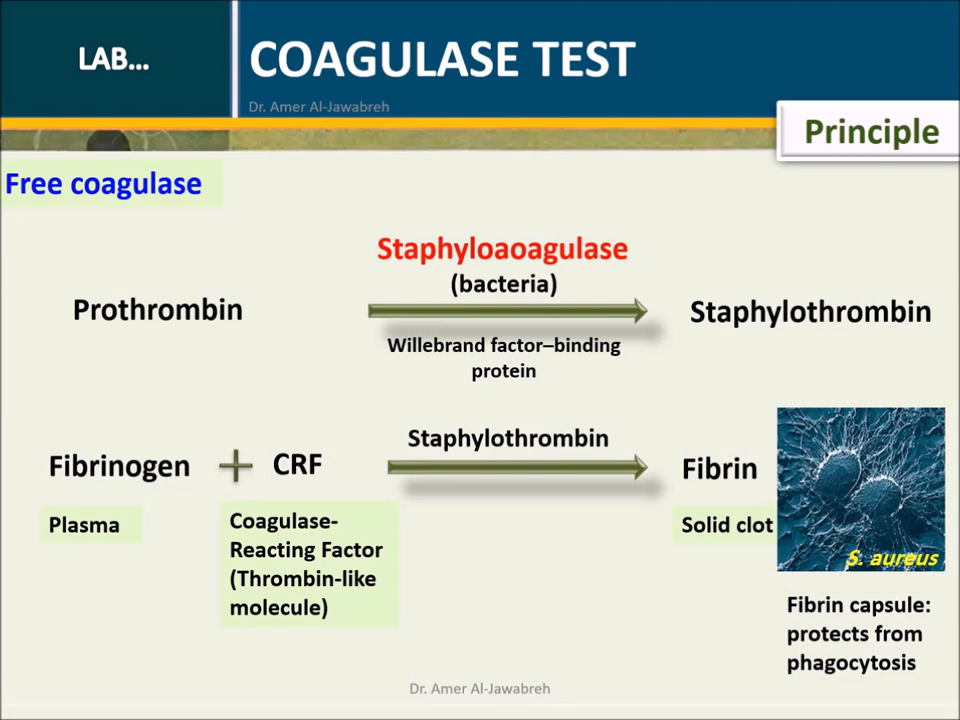 LAB...
COAGULASE TEST
Dr. Amer Al-Jawabreh
Principle
Free coagulase
Staphyloaoagulase
(bacteria)
Prothrombin
Staphylothrombin
Willebrand factor–binding
protein
Staphylothrombin
Fibrinogen + CRF
Fibrin
Plasma
Coagulase-
Reacting Factor
(Thrombin-like
molecule)
Solid clot
S. aureus
Fibrin capsule:
protects from
phagocytosis
Dr. Amer Al-Jawabreh